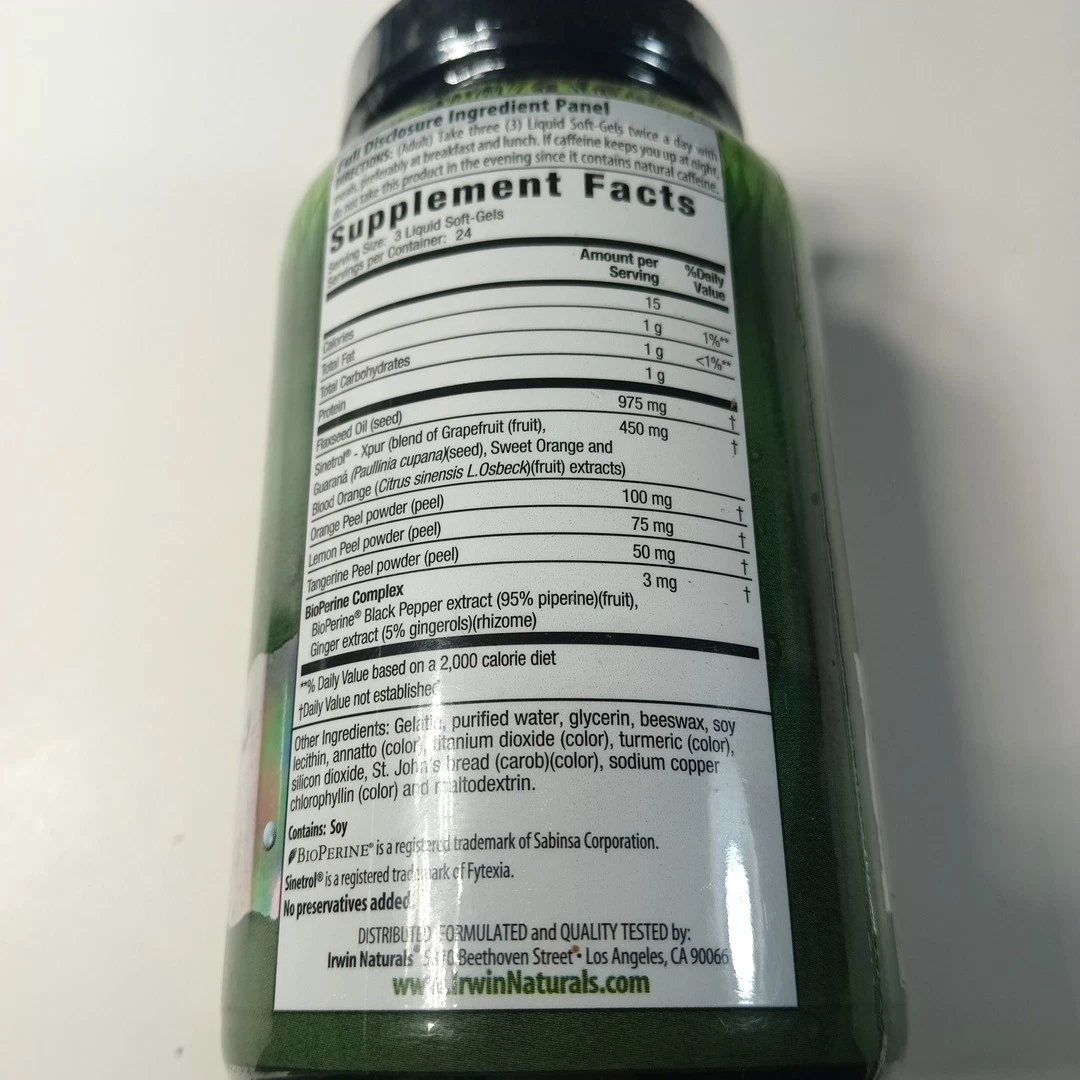 Full Disclosure Ingredient Panel
DIRECTIONS: (Adult) Take three (3) Liquid Soft-Gels twice a day with
meals, preferably at breakfast and lunch. If caffeine keeps you up at night,
do not take this product in the evening since it contains natural caffeine.
Supplement Facts
Serving Size: 3 Liquid Soft-Gels
Servings per Container: 24
Amount per Serving %Daily Value
Calories 15
Total Fat 1 g 1%**
Total Carbohydrates 1 g <1%**
Protein 1 g
Flaxseed Oil (seed) 975 mg †
Sinetrol® - Xpur (blend of Grapefruit (fruit), 450 mg †
Guaraná (Paullinia cupana)(seed), Sweet Orange and
Blood Orange (Citrus sinensis L.Osbeck)(fruit) extracts)
Orange Peel powder (peel) 100 mg †
Lemon Peel powder (peel) 75 mg †
Tangerine Peel powder (peel) 50 mg †
BioPerine Complex 3 mg †
BioPerine® Black Pepper extract (95% piperine)(fruit),
Ginger extract (5% gingerols)(rhizome)
**% Daily Value based on a 2,000 calorie diet
†Daily Value not established
Other Ingredients: Gelatin, purified water, glycerin, beeswax, soy
lecithin, annatto (color), titanium dioxide (color), turmeric (color),
silicon dioxide, St. John's bread (carob)(color), sodium copper
chlorophyllin (color) and maltodextrin.
Contains: Soy
BIOPERINE® is a registered trademark of Sabinsa Corporation.
Sinetrol® is a registered trademark of Fytexia.
No preservatives added
DISTRIBUTED FORMULATED and QUALITY TESTED by:
Irwin Naturals Beethoven Street • Los Angeles, CA 90066
www.IrwinNaturals.com